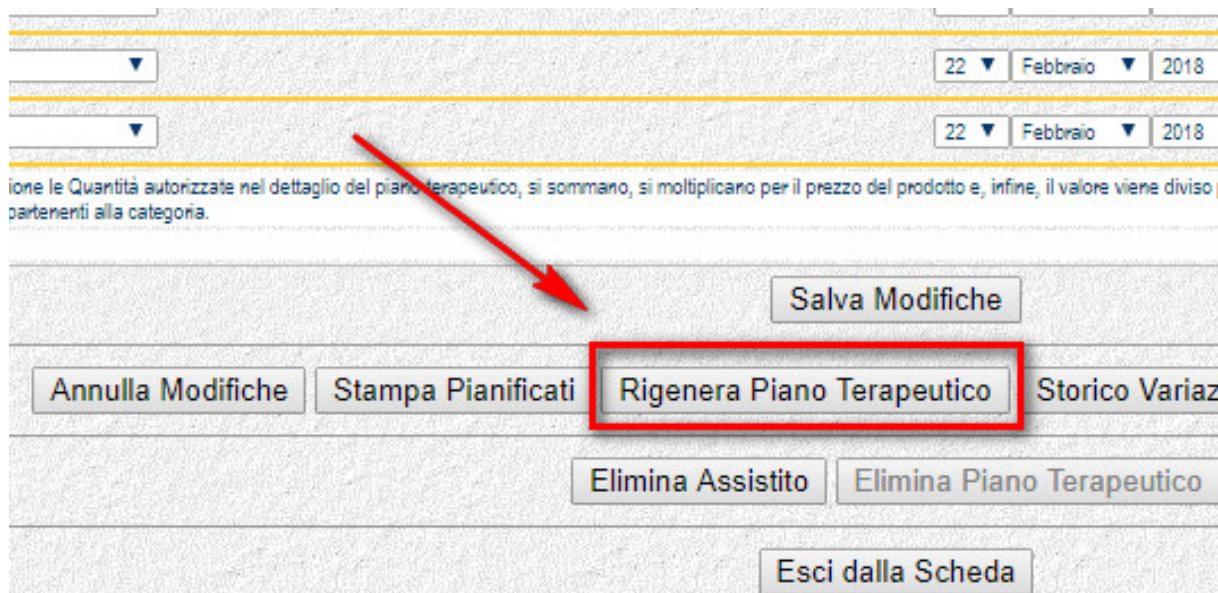 22 Febbraio 2018
22 Febbraio 2018
ione le Quantità autorizzate nel dettaglio del piano terapeutico, si sommano, si moltiplicano per il prezzo del prodotto e, infine, il valore viene diviso
partenenti alla categoria.
Salva Modifiche
Annulla Modifiche Stampa Pianificati Rigenera Piano Terapeutico Storico Variaz
Elimina Assistito Elimina Piano Terapeutico
Esci dalla Scheda